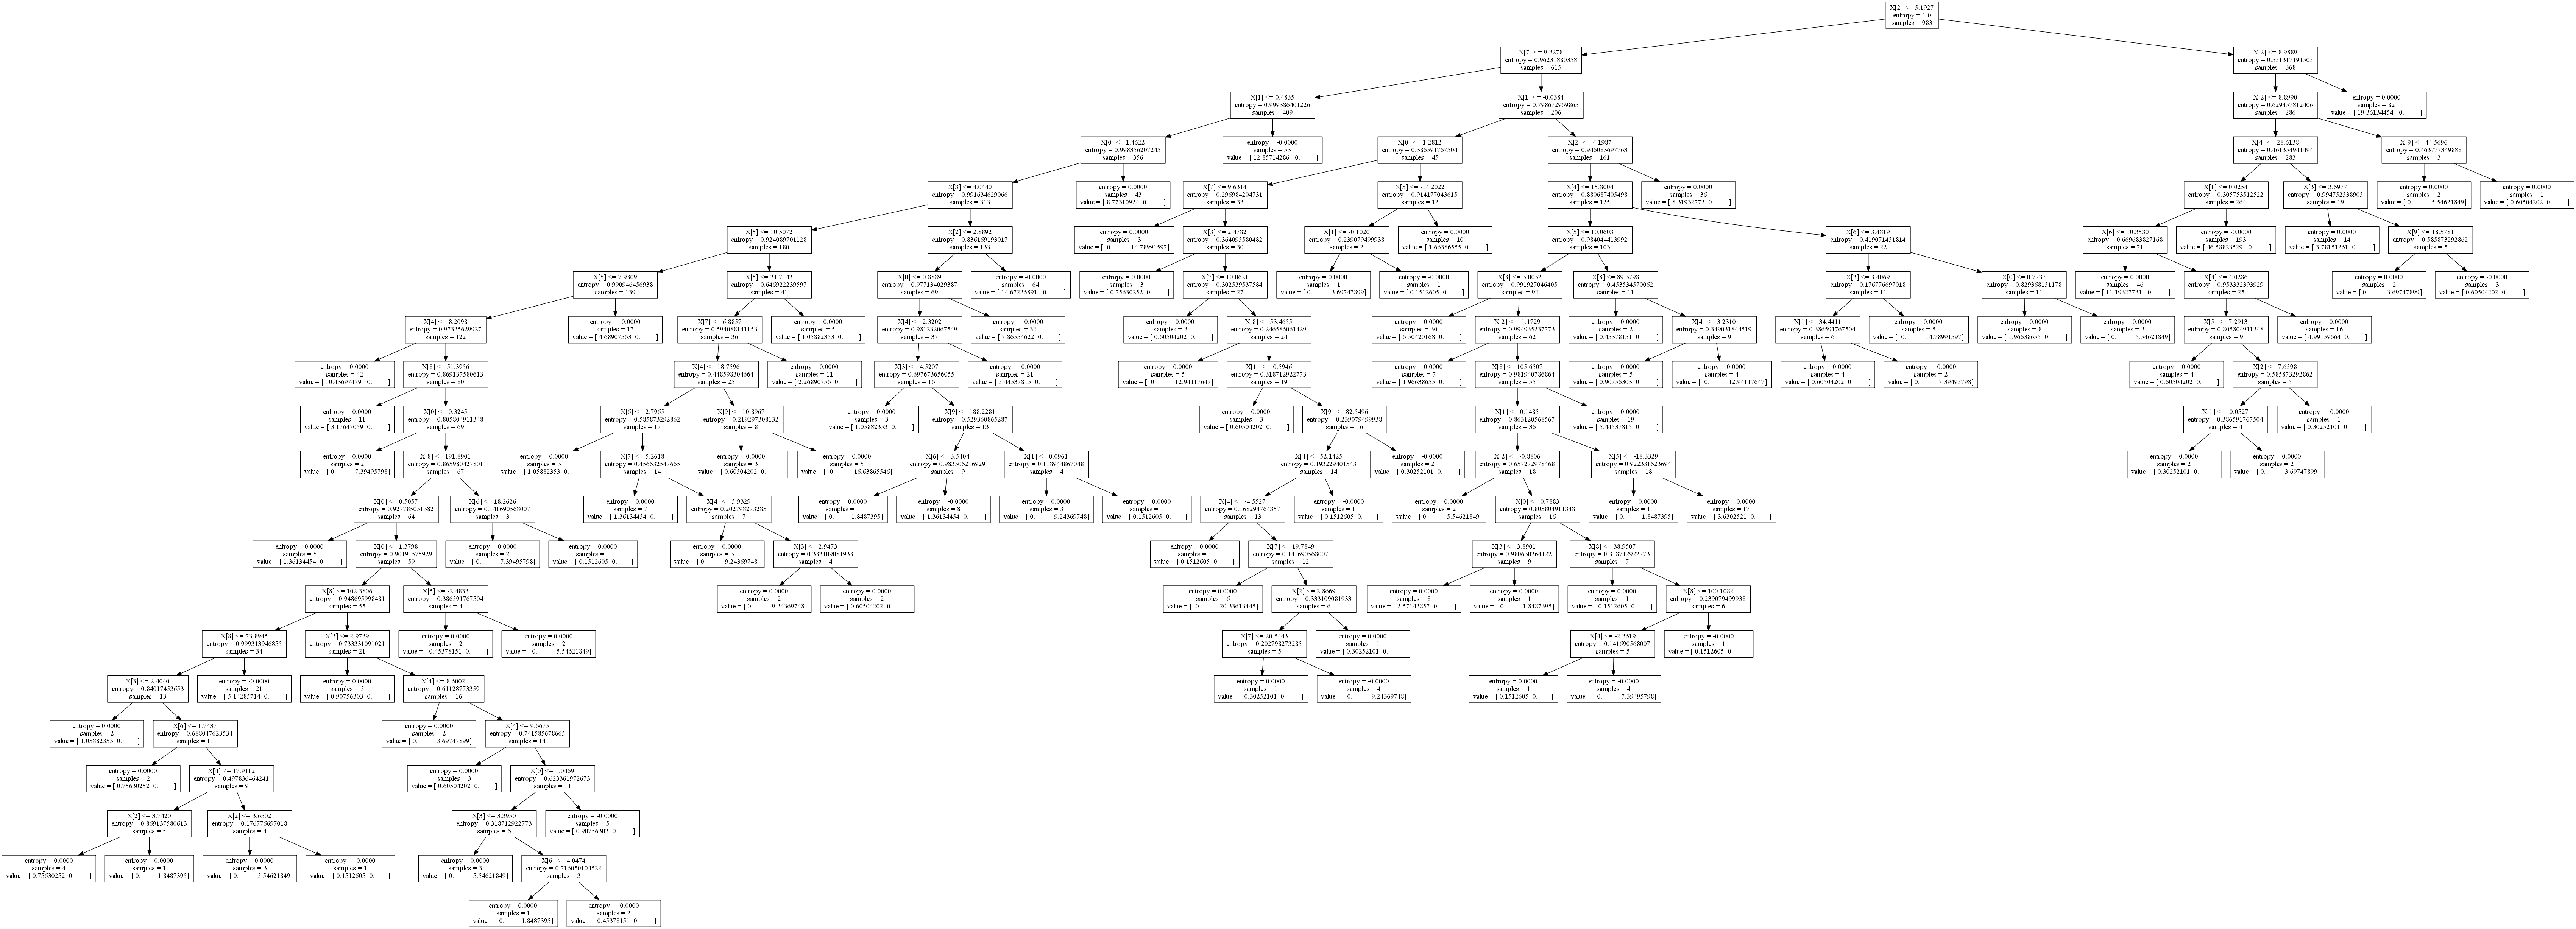 X[2] <= 5.1927
entropy = 1.0
samples = 983
X[7] <= 9.3278
entropy = 0.96231880358
samples = 615
X[2] <= 8.9889
entropy = 0.551317191505
samples = 368
X[1] <= 0.4835
entropy = 0.999386401226
samples = 409
X[1] <= -0.0384
entropy = 0.798672969865
samples = 206
X[2] <= 8.8990
entropy = 0.629457812406
samples = 286
entropy = 0.0000
samples = 82
value = [ 19.36134454 0. ]
X[0] <= 1.4622
entropy = 0.998356207245
samples = 356
entropy = -0.0000
samples = 53
value = [ 12.85714286 0. ]
X[0] <= 1.2812
entropy = 0.386591767504
samples = 45
X[2] <= 4.1987
entropy = 0.946083697763
samples = 161
X[4] <= 28.6138
entropy = 0.461354941494
samples = 283
X[9] <= 44.5696
entropy = 0.463777349888
samples = 3
X[3] <= 4.0440
entropy = 0.991634629066
samples = 313
entropy = 0.0000
samples = 43
value = [ 8.77310924 0. ]
X[7] <= 9.6314
entropy = 0.296984204731
samples = 33
X[5] <= -14.2022
entropy = 0.914177043615
samples = 12
X[4] <= 15.8004
entropy = 0.880687405498
samples = 125
entropy = 0.0000
samples = 36
value = [ 8.31932773 0. ]
X[1] <= 0.0254
entropy = 0.305753512522
samples = 264
X[3] <= 3.6977
entropy = 0.994752538905
samples = 19
entropy = 0.0000
samples = 2
value = [ 0. 5.54621849]
entropy = 0.0000
samples = 1
value = [ 0.60504202 0. ]
X[5] <= 10.5072
entropy = 0.924089701128
samples = 180
X[2] <= 2.8892
entropy = 0.836169193017
samples = 133
entropy = 0.0000
samples = 3
value = [ 0. 14.78991597]
X[3] <= 2.4782
entropy = 0.364095580482
samples = 30
X[1] <= -0.1020
entropy = 0.239079499938
samples = 2
entropy = 0.0000
samples = 10
value = [ 1.66386555 0. ]
X[5] <= 10.0603
entropy = 0.984044413992
samples = 103
X[6] <= 3.4819
entropy = 0.419071451814
samples = 22
X[6] <= 10.3530
entropy = 0.669683827168
samples = 71
entropy = -0.0000
samples = 193
value = [ 46.58823529 0. ]
entropy = 0.0000
samples = 14
value = [ 3.78151261 0. ]
X[9] <= 18.5781
entropy = 0.585873292862
samples = 5
X[5] <= 7.9309
entropy = 0.990946456938
samples = 139
X[5] <= 31.7143
entropy = 0.646922239597
samples = 41
X[0] <= 0.8889
entropy = 0.977134029387
samples = 69
entropy = -0.0000
samples = 64
value = [ 14.67226891 0. ]
entropy = 0.0000
samples = 3
value = [ 0.75630252 0. ]
X[7] <= 10.0621
entropy = 0.302539537584
samples = 27
entropy = 0.0000
samples = 1
value = [ 0. 3.69747899]
entropy = -0.0000
samples = 1
value = [ 0.1512605 0. ]
X[3] <= 3.0032
entropy = 0.991927046405
samples = 92
X[8] <= 89.3798
entropy = 0.453534570062
samples = 11
X[3] <= 3.4069
entropy = 0.176776697018
samples = 11
X[0] <= 0.7737
entropy = 0.829368151178
samples = 11
entropy = 0.0000
samples = 46
value = [ 11.19327731 0. ]
X[4] <= 4.0286
entropy = 0.953332393929
samples = 25
entropy = 0.0000
samples = 2
value = [ 0. 3.69747899]
entropy = -0.0000
samples = 3
value = [ 0.60504202 0. ]
X[4] <= 8.2098
entropy = 0.97325629927
samples = 122
entropy = -0.0000
samples = 17
value = [ 4.68907563 0. ]
X[7] <= 6.8857
entropy = 0.594088141153
samples = 36
entropy = 0.0000
samples = 5
value = [ 1.05882353 0. ]
X[4] <= 2.3202
entropy = 0.981232067549
samples = 37
entropy = -0.0000
samples = 32
value = [ 7.86554622 0. ]
entropy = 0.0000
samples = 3
value = [ 0.60504202 0. ]
X[8] <= 53.4655
entropy = 0.246586061429
samples = 24
entropy = 0.0000
samples = 30
value = [ 6.50420168 0. ]
X[2] <= -1.1729
entropy = 0.994935237773
samples = 62
entropy = 0.0000
samples = 2
value = [ 0.45378151 0. ]
X[4] <= 3.2310
entropy = 0.349031844519
samples = 9
X[1] <= 34.4411
entropy = 0.386591767504
samples = 6
entropy = 0.0000
samples = 5
value = [ 0. 14.78991597]
entropy = 0.0000
samples = 8
value = [ 1.96638655 0. ]
entropy = 0.0000
samples = 3
value = [ 0. 5.54621849]
X[5] <= 7.2013
entropy = 0.805804911348
samples = 9
entropy = 0.0000
samples = 16
value = [ 4.99159664 0. ]
entropy = 0.0000
samples = 42
value = [ 10.43697479 0. ]
X[8] <= 51.3956
entropy = 0.869137580613
samples = 80
X[4] <= 18.7596
entropy = 0.448598304664
samples = 25
entropy = 0.0000
samples = 11
value = [ 2.26890756 0. ]
X[3] <= 4.5207
entropy = 0.697673656055
samples = 16
entropy = -0.0000
samples = 21
value = [ 5.44537815 0. ]
entropy = 0.0000
samples = 5
value = [ 0. 12.94117647]
X[1] <= -0.5946
entropy = 0.318712922773
samples = 19
entropy = 0.0000
samples = 7
value = [ 1.96638655 0. ]
X[8] <= 105.6507
entropy = 0.981940786864
samples = 55
entropy = 0.0000
samples = 5
value = [ 0.90756303 0. ]
entropy = 0.0000
samples = 4
value = [ 0. 12.94117647]
entropy = 0.0000
samples = 4
value = [ 0.60504202 0. ]
entropy = -0.0000
samples = 2
value = [ 0. 7.39495798]
entropy = 0.0000
samples = 4
value = [ 0.60504202 0. ]
X[2] <= 7.6598
entropy = 0.585873292862
samples = 5
entropy = 0.0000
samples = 11
value = [ 3.17647059 0. ]
X[0] <= 0.3245
entropy = 0.805804911348
samples = 69
X[6] <= 2.7965
entropy = 0.585873292862
samples = 17
X[9] <= 10.8967
entropy = 0.219297308132
samples = 8
entropy = 0.0000
samples = 3
value = [ 1.05882353 0. ]
X[9] <= 188.2281
entropy = 0.529360865287
samples = 13
entropy = 0.0000
samples = 3
value = [ 0.60504202 0. ]
X[9] <= 82.5496
entropy = 0.239079499938
samples = 16
X[1] <= 0.1485
entropy = 0.863120568567
samples = 36
entropy = 0.0000
samples = 19
value = [ 5.44537815 0. ]
X[1] <= -0.0527
entropy = 0.386591767504
samples = 4
entropy = -0.0000
samples = 1
value = [ 0.30252101 0. ]
entropy = 0.0000
samples = 2
value = [ 0. 7.39495798]
X[8] <= 191.8901
entropy = 0.865980427801
samples = 67
entropy = 0.0000
samples = 3
value = [ 1.05882353 0. ]
X[7] <= 5.2618
entropy = 0.456632547665
samples = 14
entropy = 0.0000
samples = 3
value = [ 0.60504202 0. ]
entropy = 0.0000
samples = 5
value = [ 0. 16.63865546]
X[6] <= 3.5404
entropy = 0.983306216929
samples = 9
X[1] <= 0.0961
entropy = 0.118944867048
samples = 4
X[4] <= 52.1425
entropy = 0.193229401543
samples = 14
entropy = -0.0000
samples = 2
value = [ 0.30252101 0. ]
X[2] <= -0.8806
entropy = 0.657272978468
samples = 18
X[5] <= -18.3329
entropy = 0.922331623694
samples = 18
entropy = 0.0000
samples = 2
value = [ 0.30252101 0. ]
entropy = 0.0000
samples = 2
value = [ 0. 3.69747899]
X[0] <= 0.5057
entropy = 0.927785031382
samples = 64
X[6] <= 18.2626
entropy = 0.141690568007
samples = 3
entropy = 0.0000
samples = 7
value = [ 1.36134454 0. ]
X[4] <= 5.9329
entropy = 0.202798273285
samples = 7
entropy = 0.0000
samples = 1
value = [ 0. 1.8487395]
entropy = -0.0000
samples = 8
value = [ 1.36134454 0. ]
entropy = 0.0000
samples = 3
value = [ 0. 9.24369748]
entropy = 0.0000
samples = 1
value = [ 0.1512605 0. ]
X[4] <= -4.5527
entropy = 0.168294764357
samples = 13
entropy = -0.0000
samples = 1
value = [ 0.1512605 0. ]
entropy = 0.0000
samples = 2
value = [ 0. 5.54621849]
X[0] <= 0.7883
entropy = 0.805804911348
samples = 16
entropy = 0.0000
samples = 1
value = [ 0. 1.8487395]
entropy = 0.0000
samples = 17
value = [ 3.6302521 0. ]
entropy = 0.0000
samples = 5
value = [ 1.36134454 0. ]
X[0] <= 1.3798
entropy = 0.90191575929
samples = 59
entropy = 0.0000
samples = 2
value = [ 0. 7.39495798]
entropy = 0.0000
samples = 1
value = [ 0.1512605 0. ]
entropy = 0.0000
samples = 3
value = [ 0. 9.24369748]
X[3] <= 2.9473
entropy = 0.333109081933
samples = 4
entropy = 0.0000
samples = 1
value = [ 0.1512605 0. ]
X[7] <= 19.7849
entropy = 0.141690568007
samples = 12
X[3] <= 3.8901
entropy = 0.980630364122
samples = 9
X[8] <= 38.9507
entropy = 0.318712922773
samples = 7
X[8] <= 102.3806
entropy = 0.948695998481
samples = 55
X[5] <= -2.4833
entropy = 0.386591767504
samples = 4
entropy = 0.0000
samples = 2
value = [ 0. 9.24369748]
entropy = 0.0000
samples = 2
value = [ 0.60504202 0. ]
entropy = 0.0000
samples = 6
value = [ 0. 20.33613445]
X[2] <= 2.8669
entropy = 0.333109081933
samples = 6
entropy = 0.0000
samples = 8
value = [ 2.57142857 0. ]
entropy = 0.0000
samples = 1
value = [ 0. 1.8487395]
entropy = 0.0000
samples = 1
value = [ 0.1512605 0. ]
X[8] <= 100.1082
entropy = 0.239079499938
samples = 6
X[8] <= 73.8945
entropy = 0.999313946855
samples = 34
X[3] <= 2.9739
entropy = 0.733331091021
samples = 21
entropy = 0.0000
samples = 2
value = [ 0.45378151 0. ]
entropy = 0.0000
samples = 2
value = [ 0. 5.54621849]
X[7] <= 20.5443
entropy = 0.202798273285
samples = 5
entropy = 0.0000
samples = 1
value = [ 0.30252101 0. ]
X[4] <= -2.3619
entropy = 0.141690568007
samples = 5
entropy = -0.0000
samples = 1
value = [ 0.1512605 0. ]
X[3] <= 2.4040
entropy = 0.84017453653
samples = 13
entropy = -0.0000
samples = 21
value = [ 5.14285714 0. ]
entropy = 0.0000
samples = 5
value = [ 0.90756303 0. ]
X[4] <= 8.6002
entropy = 0.61128773359
samples = 16
entropy = 0.0000
samples = 1
value = [ 0.30252101 0. ]
entropy = -0.0000
samples = 4
value = [ 0. 9.24369748]
entropy = 0.0000
samples = 1
value = [ 0.1512605 0. ]
entropy = -0.0000
samples = 4
value = [ 0. 7.39495798]
entropy = 0.0000
samples = 2
value = [ 1.05882353 0. ]
X[6] <= 1.7437
entropy = 0.688047623534
samples = 11
entropy = 0.0000
samples = 2
value = [ 0. 3.69747899]
X[4] <= 9.6675
entropy = 0.741585678665
samples = 14
entropy = 0.0000
samples = 2
value = [ 0.75630252 0. ]
X[4] <= 17.9112
entropy = 0.497836464241
samples = 9
entropy = 0.0000
samples = 3
value = [ 0.60504202 0. ]
X[0] <= 1.0469
entropy = 0.623361972673
samples = 11
X[2] <= 3.7420
entropy = 0.869137580613
samples = 5
X[2] <= 3.6502
entropy = 0.176776697018
samples = 4
X[3] <= 3.3950
entropy = 0.318712922773
samples = 6
entropy = -0.0000
samples = 5
value = [ 0.90756303 0. ]
entropy = 0.0000
samples = 4
value = [ 0.75630252 0. ]
entropy = 0.0000
samples = 1
value = [ 0. 1.8487395]
entropy = 0.0000
samples = 3
value = [ 0. 5.54621849]
entropy = -0.0000
samples = 1
value = [ 0.1512605 0. ]
entropy = 0.0000
samples = 3
value = [ 0. 5.54621849]
X[6] <= 4.0474
entropy = 0.716050104522
samples = 3
entropy = 0.0000
samples = 1
value = [ 0. 1.8487395]
entropy = -0.0000
samples = 2
value = [ 0.45378151 0. ]